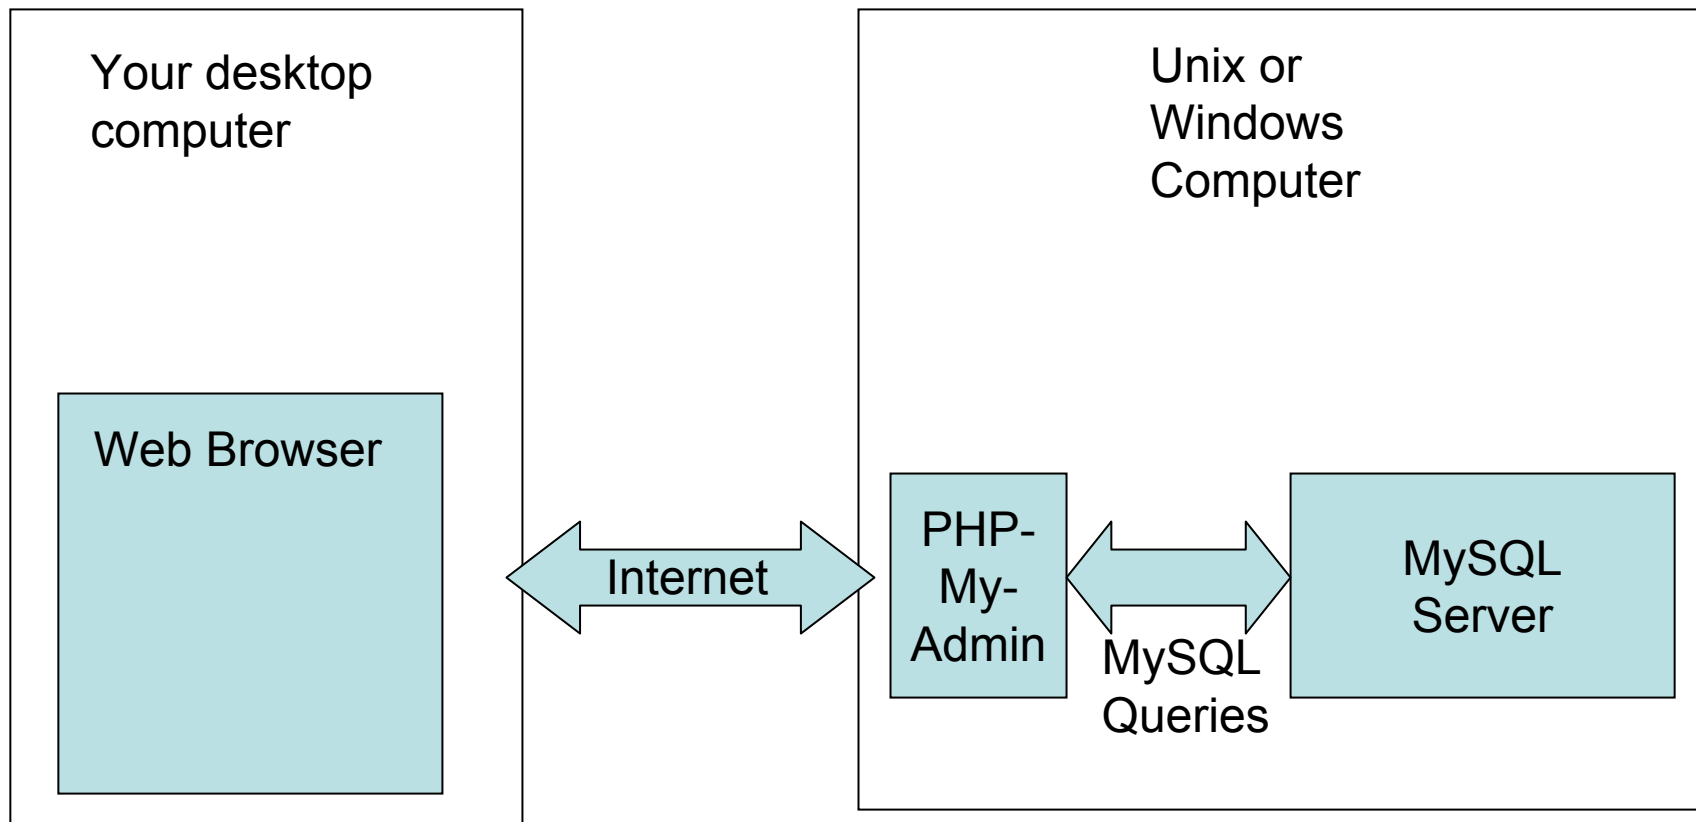 Your desktop
computer
Unix or
Windows
Computer
Web Browser
Internet
PHP-
My-
Admin
MySQL
Queries
MySQL
Server